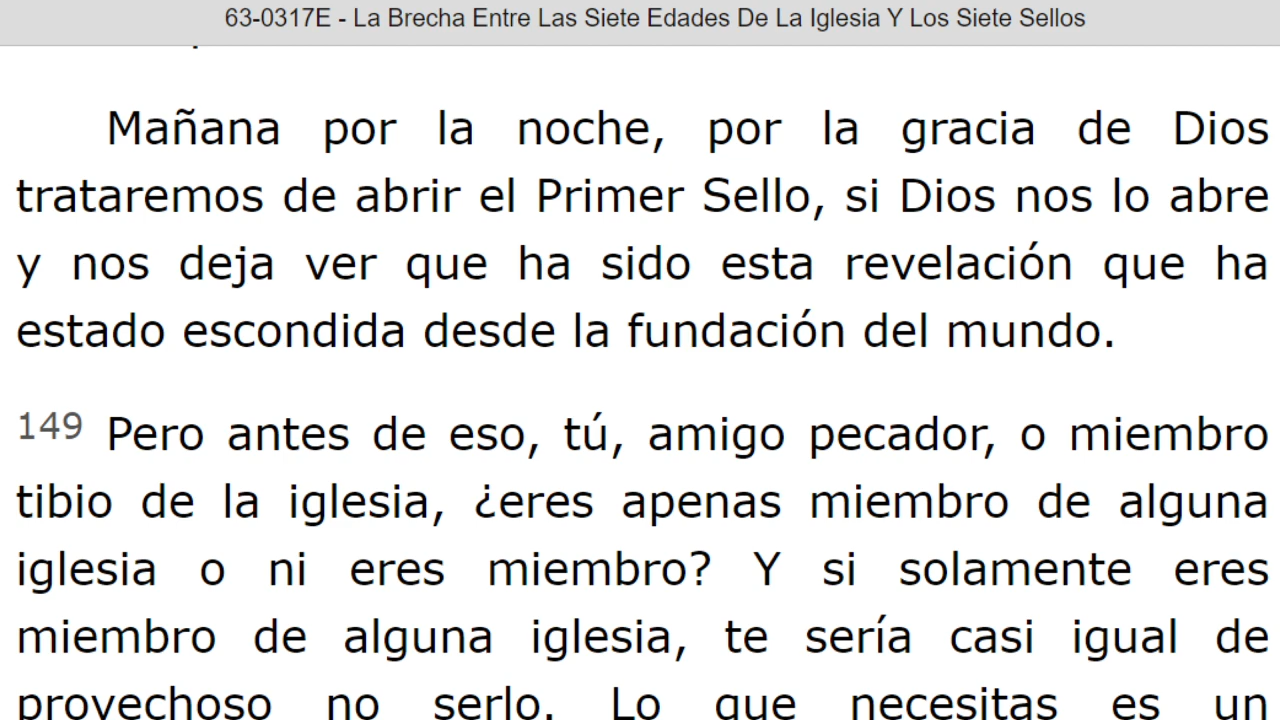 63-0317E - La Brecha Entre Las Siete Edades De La Iglesia Y Los Siete Sellos
Mañana por la noche, por la gracia de Dios
trataremos de abrir el Primer Sello, si Dios nos lo abre
y nos deja ver que ha sido esta revelación que ha
estado escondida desde la fundación del mundo.
149 Pero antes de eso, tú, amigo pecador, o miembro
tibio de la iglesia, ¿eres apenas miembro de alguna
iglesia o ni eres miembro? Y si solamente eres
miembro de alguna iglesia, te sería casi igual de
provechoso no serlo. Lo que necesitas es un